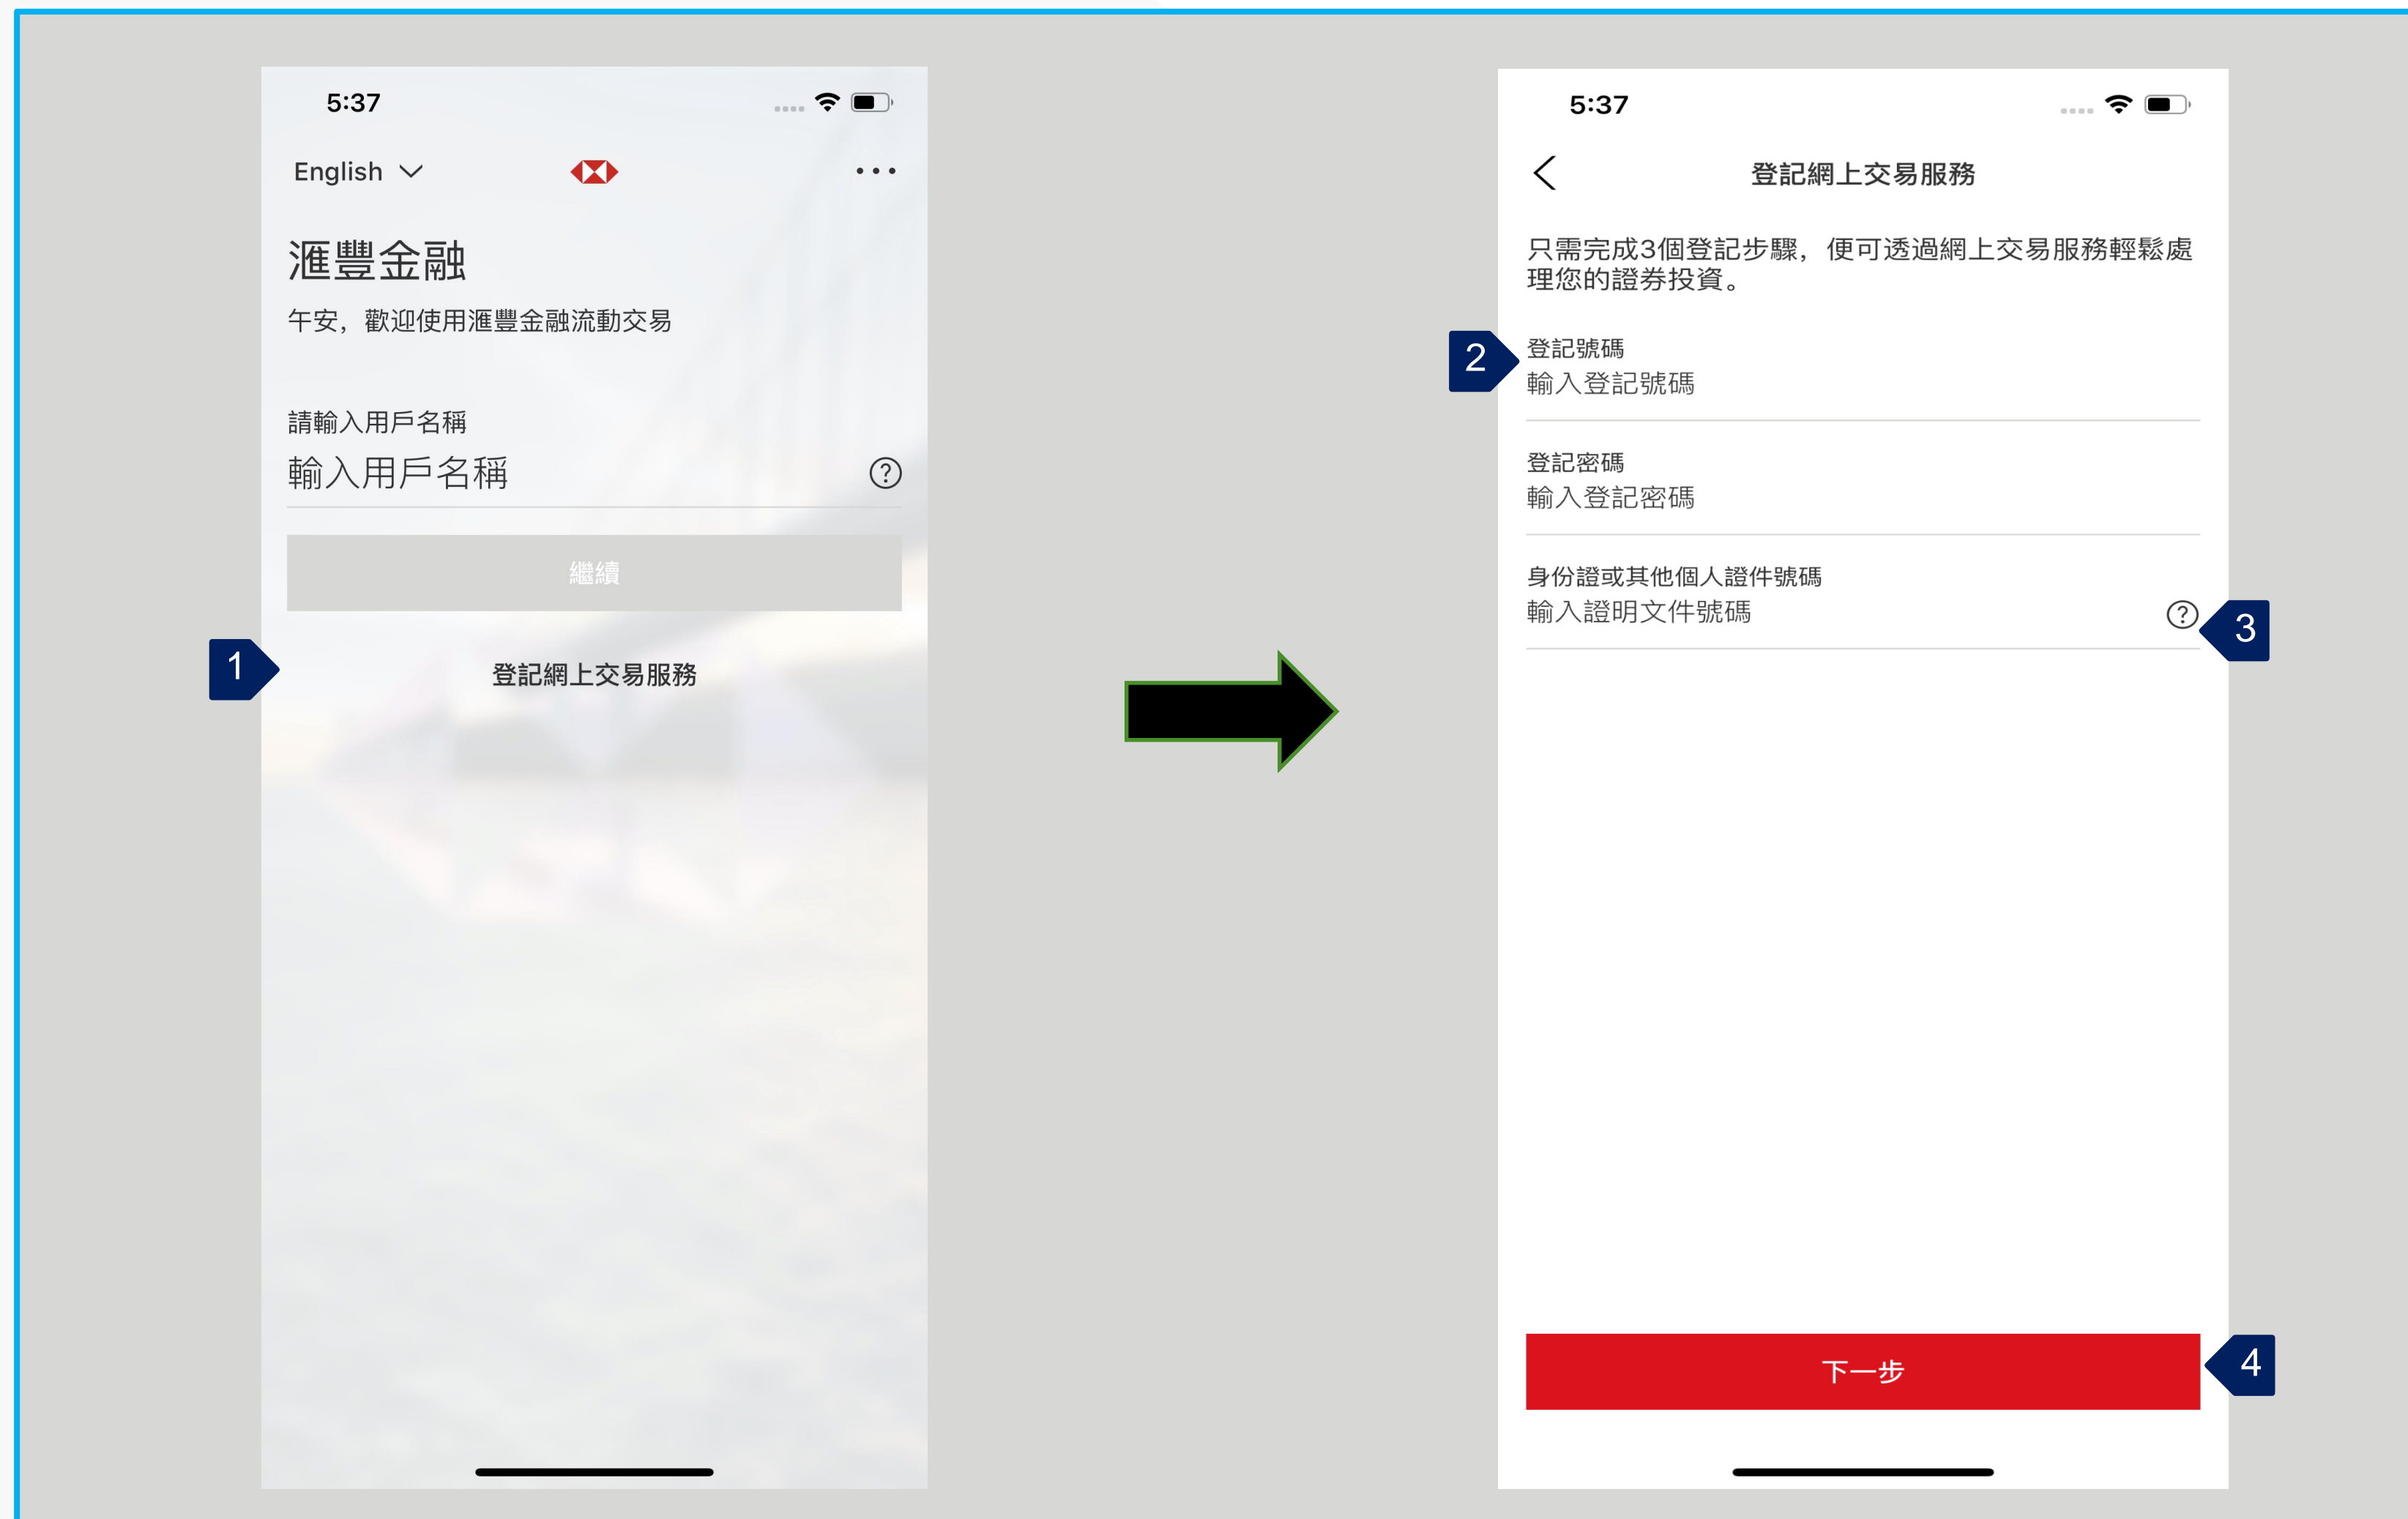 5:37
English
•••
滙豐金融
午安，歡迎使用滙豐金融流動交易
請輸入用戶名稱
輸入用戶名稱
?
繼續
1
登記網上交易服務
5:37
登記網上交易服務
只需完成3個登記步驟，便可透過網上交易服務輕鬆處
理您的證券投資。
2
登記號碼
輸入登記號碼
登記密碼
輸入登記密碼
身份證或其他個人證件號碼
輸入證明文件號碼
?
3
下一步
4